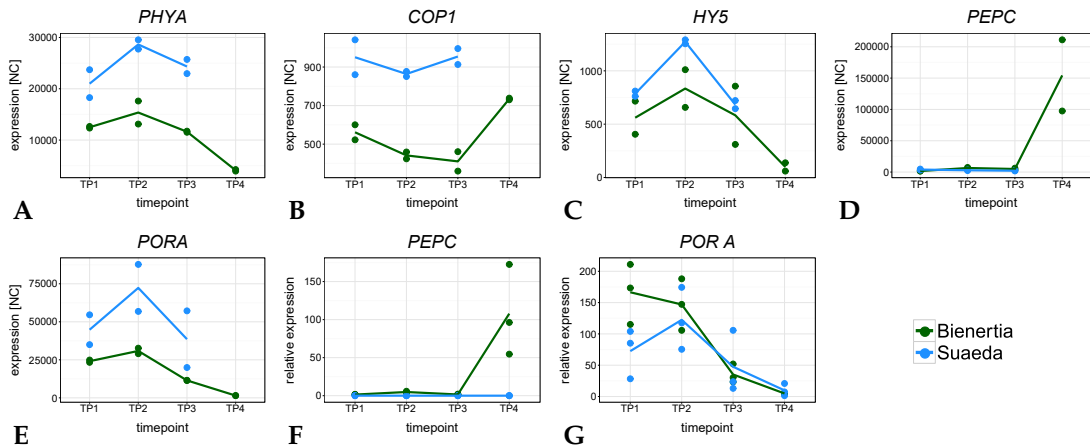 PHYA
COP1
HY5
PEPC
expression [NC]
30000
20000
10000
TP1 TP2 TP3 TP4
timepoint
A
expression [NC]
900
700
500
TP1 TP2 TP3 TP4
timepoint
B
expression [NC]
1000
500
0
TP1 TP2 TP3 TP4
timepoint
C
expression [NC]
200000
150000
100000
50000
0
TP1 TP2 TP3 TP4
timepoint
D
PORA
PEPC
POR A
expression [NC]
75000
50000
25000
0
TP1 TP2 TP3 TP4
timepoint
E
relative expression
150
100
50
0
TP1 TP2 TP3 TP4
timepoint
F
relative expression
200
150
100
50
0
TP1 TP2 TP3 TP4
timepoint
G
Bienertia
Suaeda